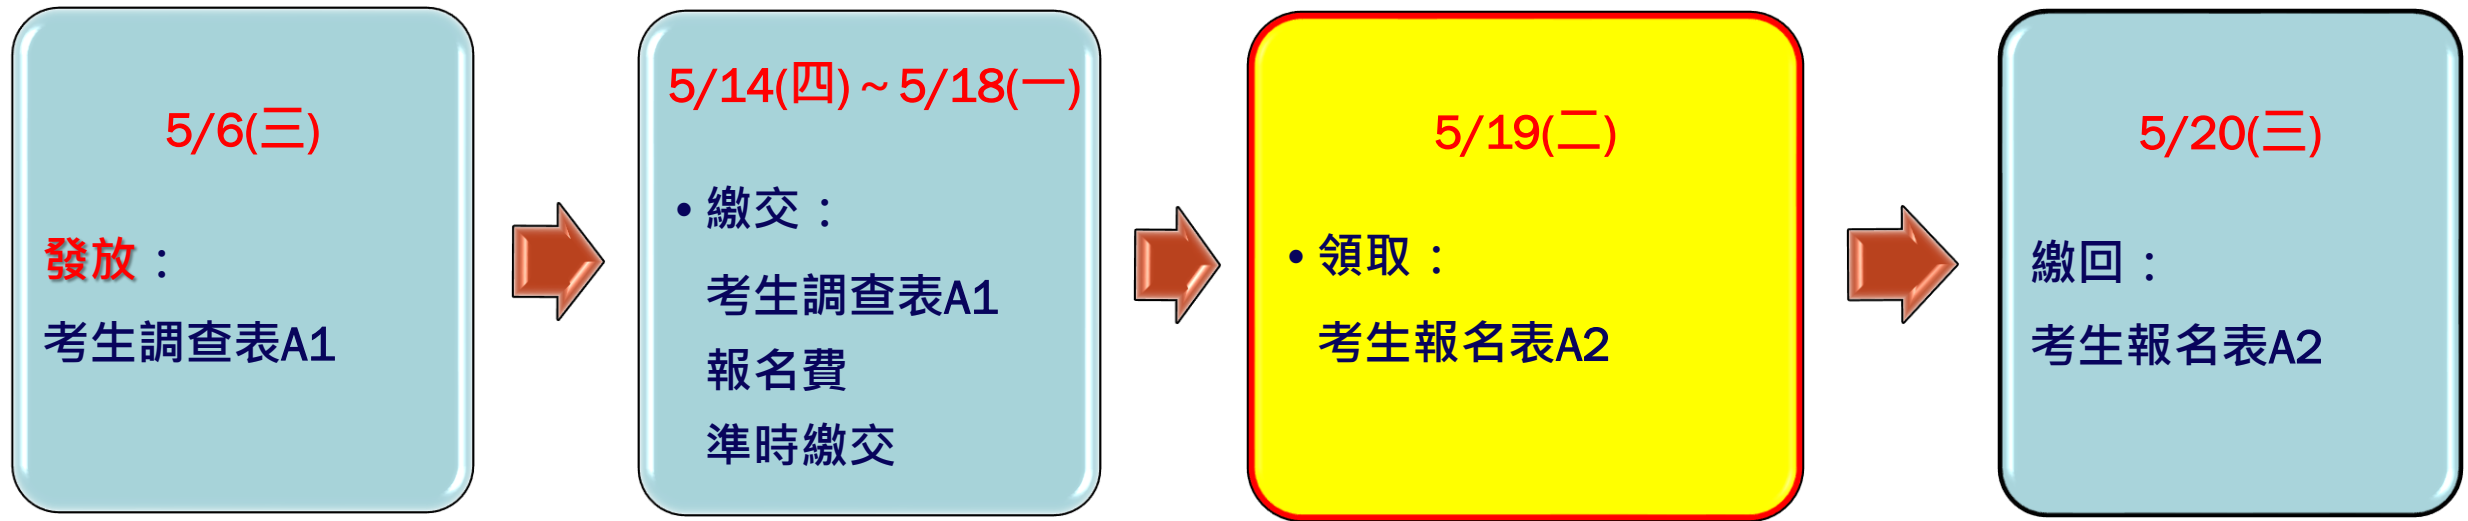 5/6(三)
發放：
考生調查表A1
5/14(四)~5/18(一)
• 繳交：
考生調查表A1
報名費
準時繳交
5/19(二)
• 領取：
考生報名表A2
5/20(三)
繳回：
考生報名表A2